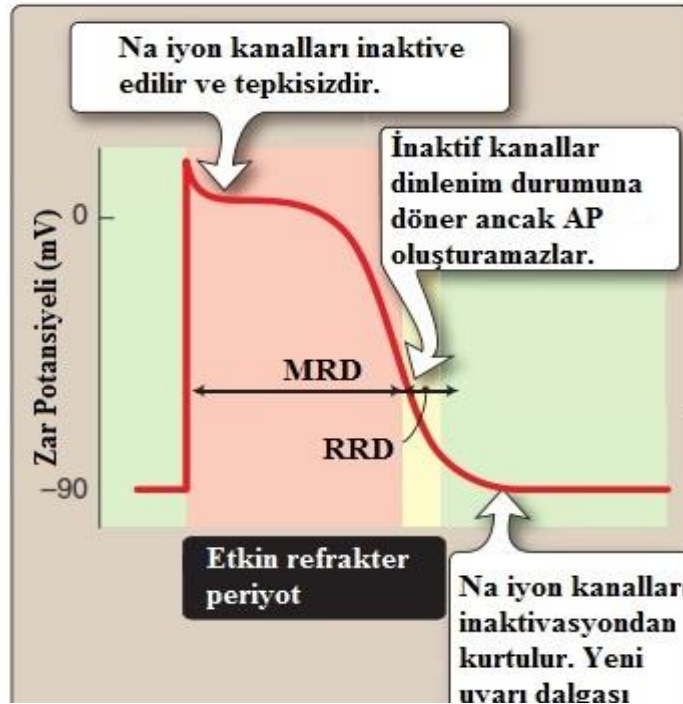 Na iyon kanalları inaktive
edilir ve tepkisizdir.
İnaktif kanallar
dinlenim durumuna
döner ancak AP
oluşturamazlar.
Zar Potansiyeli (mV)
0
MRD
RRD
–90
Etkin refrakter
periyot
Na iyon kanalları
inaktivasyondan
kurtulur. Yeni
uyarı dalgası